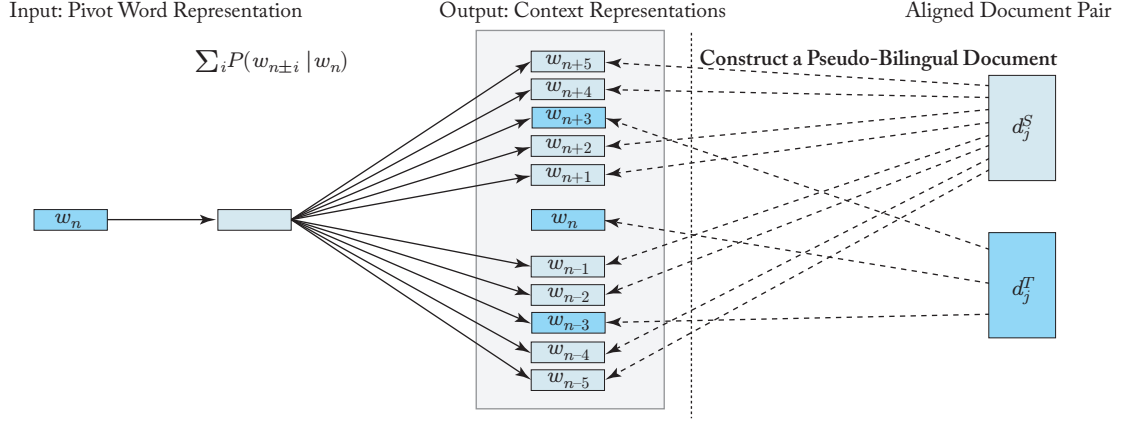 Input: Pivot Word Representation
Output: Context Representations
Aligned Document Pair
∑ᵢP(wₙ±ᵢ | wₙ)
Construct a Pseudo-Bilingual Document
wₙ₊₅
wₙ₊₄
wₙ₊₃
wₙ₊₂
wₙ₊₁
wₙ
wₙ
wₙ₋₁
wₙ₋₂
wₙ₋₃
wₙ₋₄
wₙ₋₅
dⱼˢ
dⱼᵀ